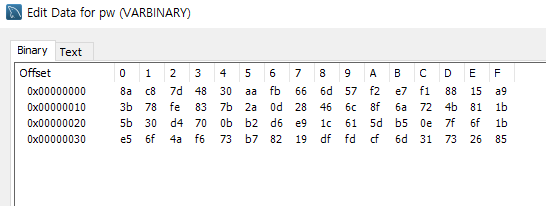 Edit Data for pw (VARBINARY)
Binary Text
Offset 0 1 2 3 4 5 6 7 8 9 A B C D E F
0x00000000 8a c8 7d 48 30 aa fb 66 6d 57 f2 e7 f1 88 15 a9
0x00000010 3b 78 fe 83 7b 2a 0d 28 46 6c 8f 6a 72 4b 81 1b
0x00000020 5b 30 d4 70 0b b2 d6 e9 1c 61 5d b5 0e 7f 6f 1b
0x00000030 e5 6f 4a f6 73 b7 82 19 df fd cf 6d 31 73 26 85